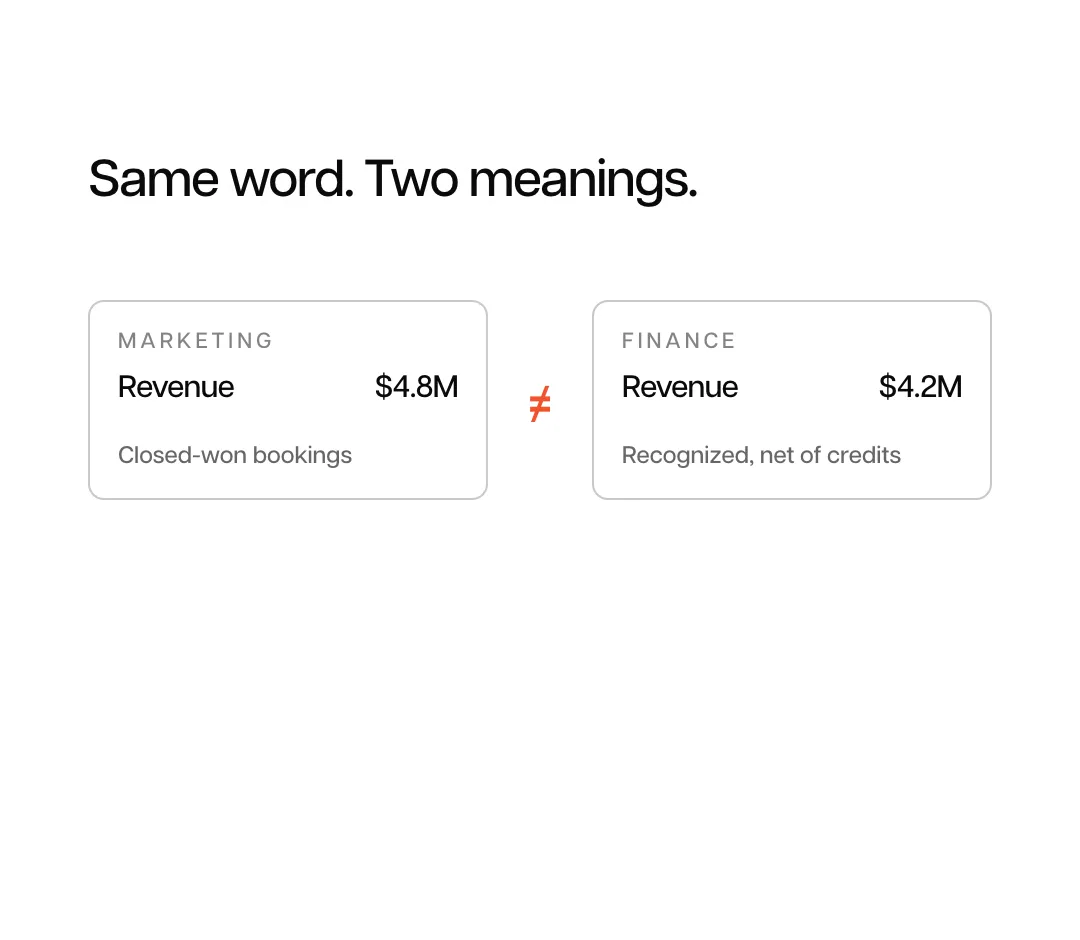 Same word. Two meanings.
MARKETING
Revenue $4.8M
Closed-won bookings
≠
FINANCE
Revenue $4.2M
Recognized, net of credits